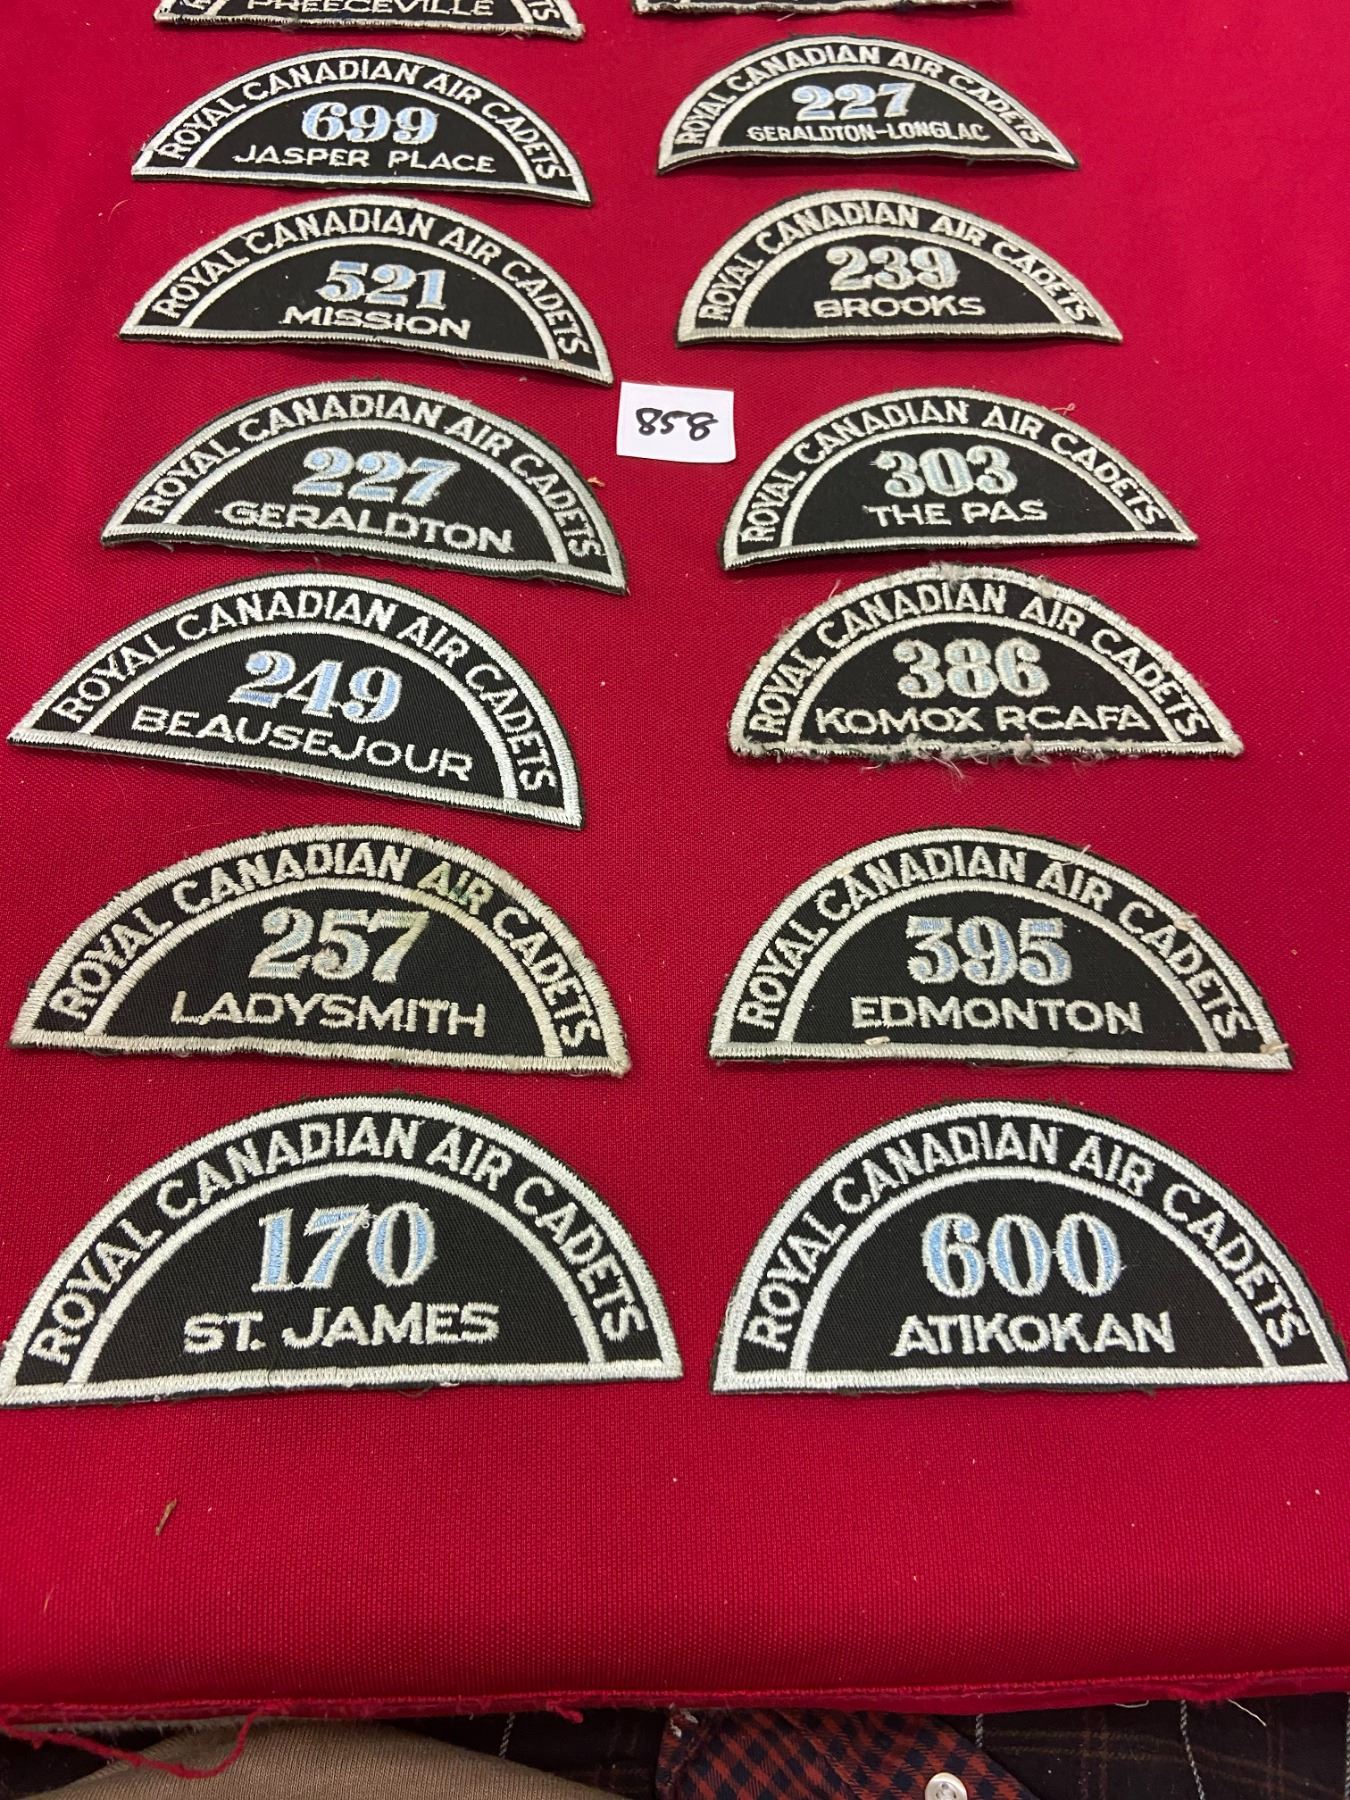 PREECEVILLE
ROYAL CANADIAN AIR CADETS
699
JASPER PLACE
ROYAL CANADIAN AIR CADETS
227
GERALDTON-LONGLAC
ROYAL CANADIAN AIR CADETS
521
MISSION
ROYAL CANADIAN AIR CADETS
239
BROOKS
858
ROYAL CANADIAN AIR CADETS
227
GERALDTON
ROYAL CANADIAN AIR CADETS
303
THE PAS
ROYAL CANADIAN AIR CADETS
249
BEAUSEJOUR
ROYAL CANADIAN AIR CADETS
386
KOMOX RCAFA
ROYAL CANADIAN AIR CADETS
257
LADYSMITH
ROYAL CANADIAN AIR CADETS
395
EDMONTON
ROYAL CANADIAN AIR CADETS
170
ST. JAMES
ROYAL CANADIAN AIR CADETS
600
ATIKOKAN